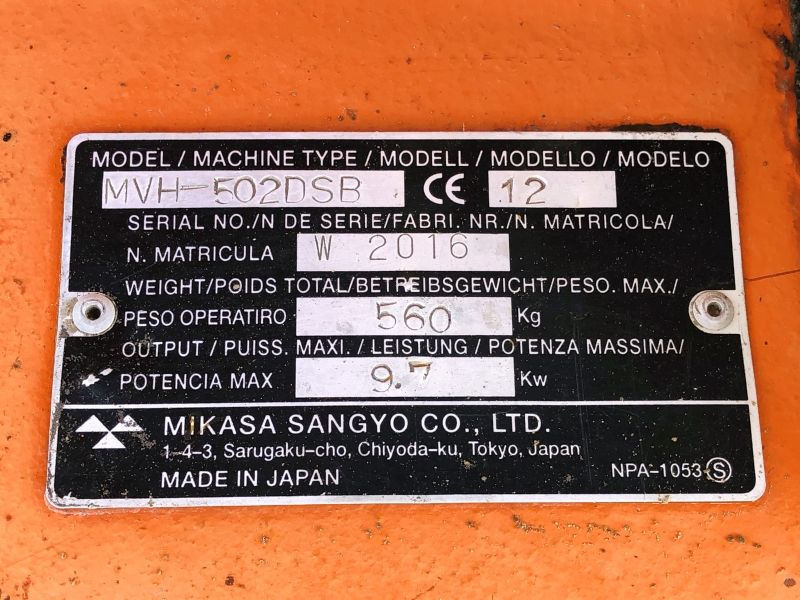 MODEL / MACHINE TYPE / MODELL / MODELLO / MODELO
MVH-502DSB CE 12
SERIAL NO./N DE SERIE/FABRI. NR./N. MATRICOLA/
N. MATRICULA W 2016
WEIGHT/POIDS TOTAL/BETREIBSGEWICHT/PESO. MAX./
PESO OPERATIRO 560 Kg
OUTPUT / PUISS. MAXI. / LEISTUNG / POTENZA MASSIMA/
POTENCIA MAX 9.7 Kw
MIKASA SANGYO CO., LTD.
1-4-3, Sarugaku-cho, Chiyoda-ku, Tokyo, Japan
MADE IN JAPAN NPA-1053-Ⓢ